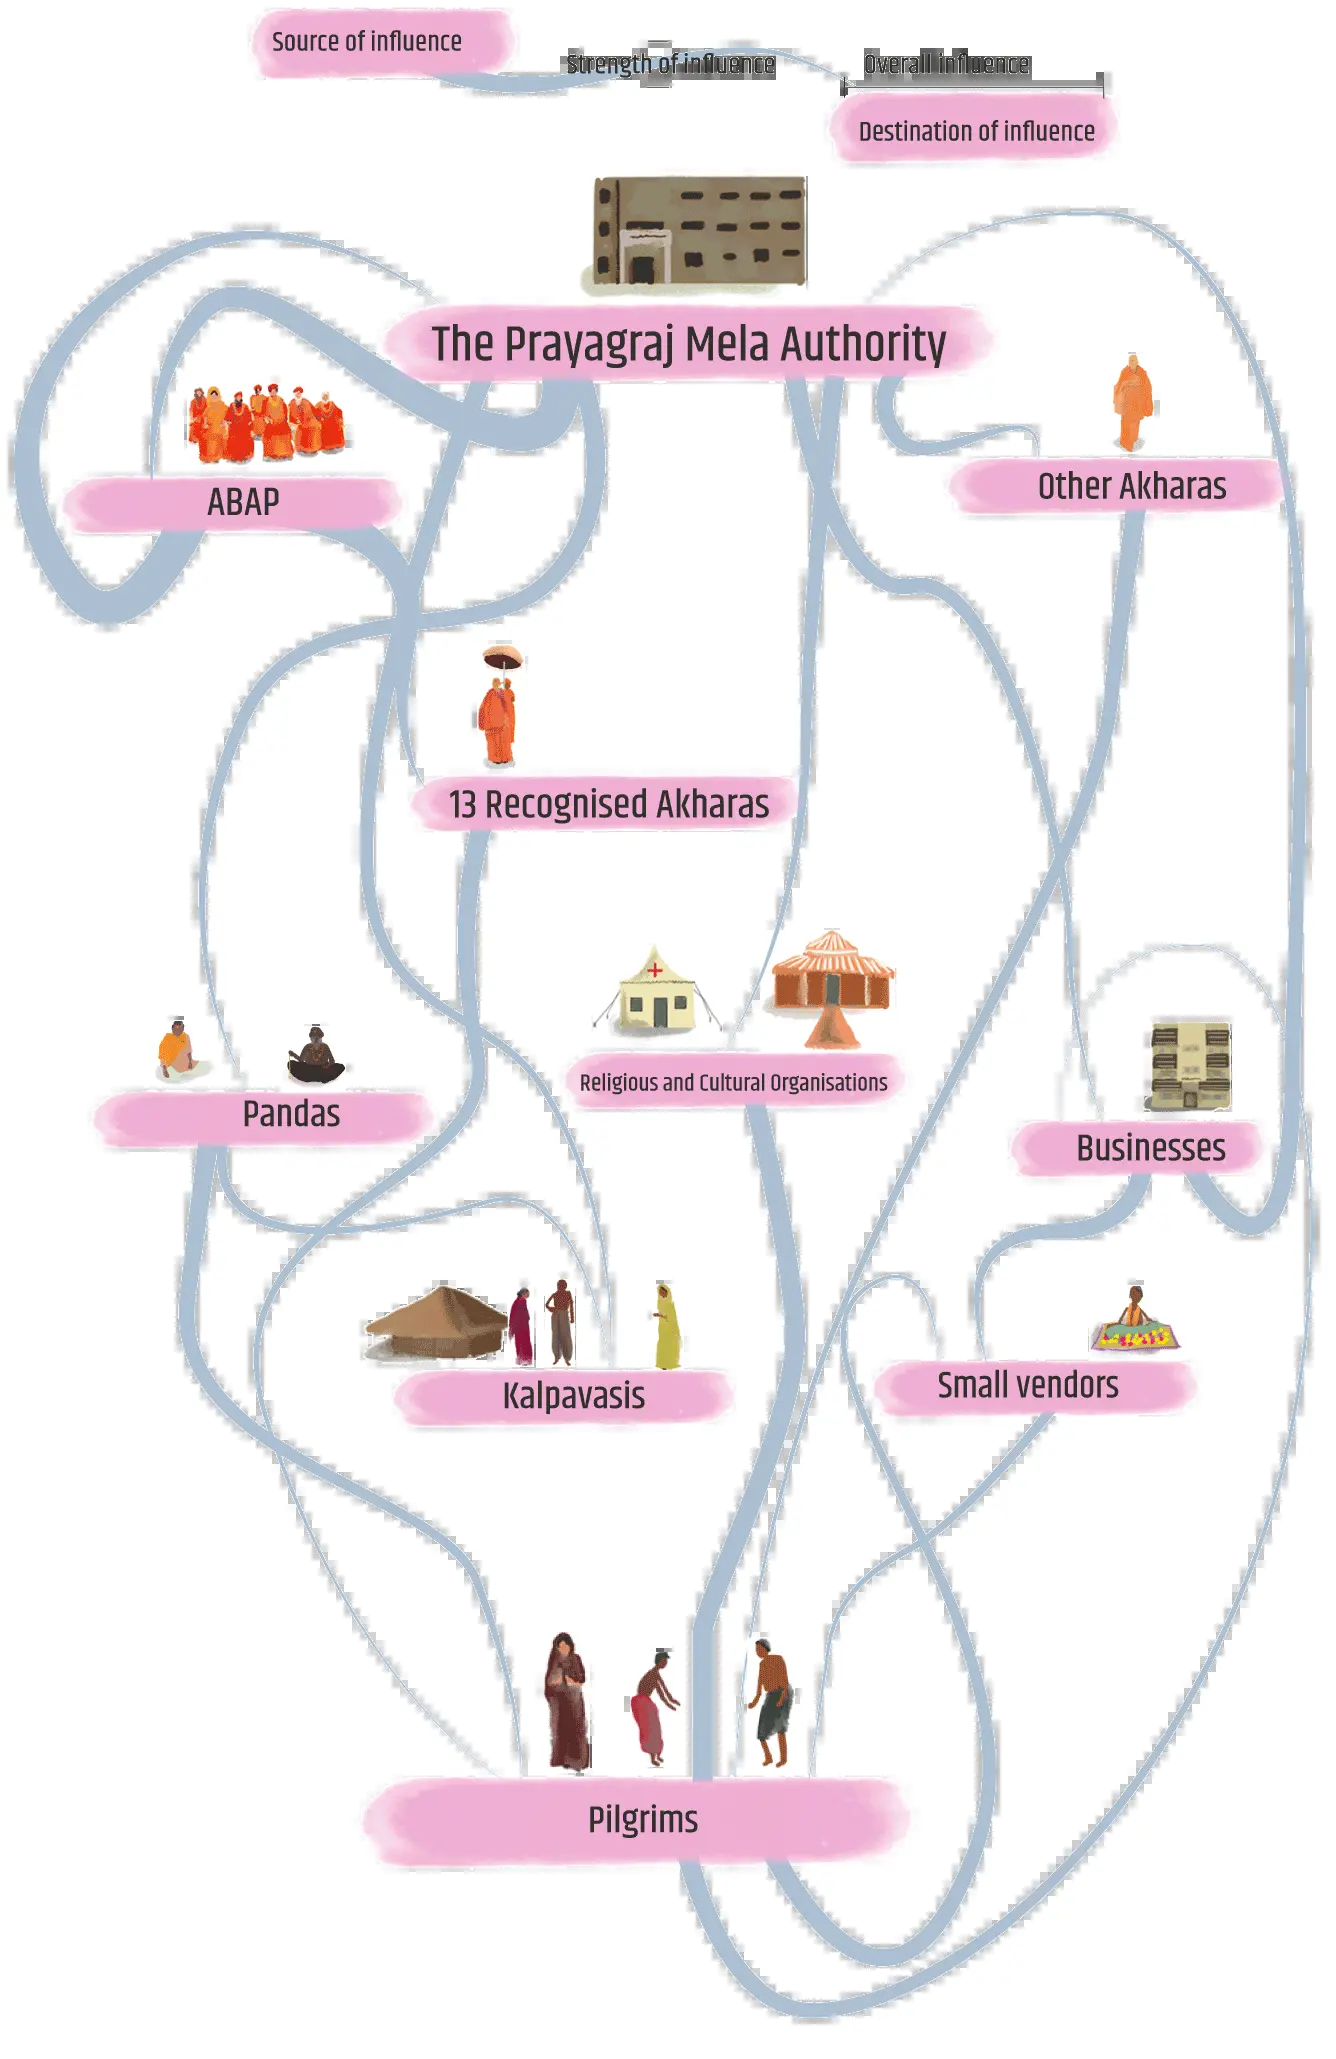 Source of influence
Strength of influence
Overall influence
Destination of influence
The Prayagraj Mela Authority
ABAP
Other Akharas
13 Recognised Akharas
Religious and Cultural Organisations
Pandas
Businesses
Kalpavasis
Small vendors
Pilgrims